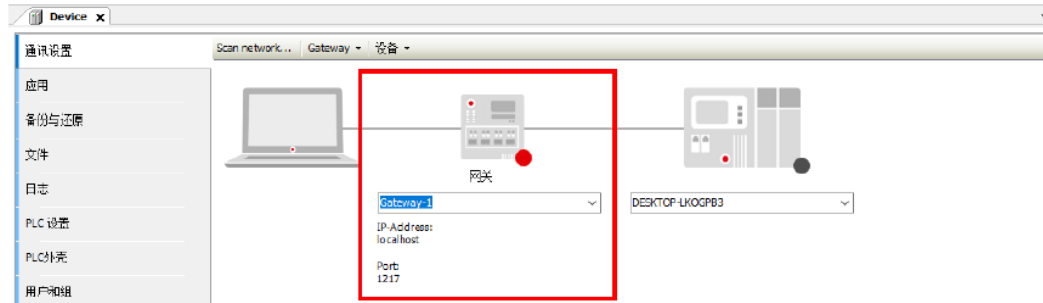 Device
通讯设置
Scan network...
Gateway
设备
应用
备份与还原
文件
日志
PLC 设置
PLC外壳
用户和组
网关
Gateway-1
DESKTOP-LKOGPB3
IP-Address:
localhost
Port:
1217